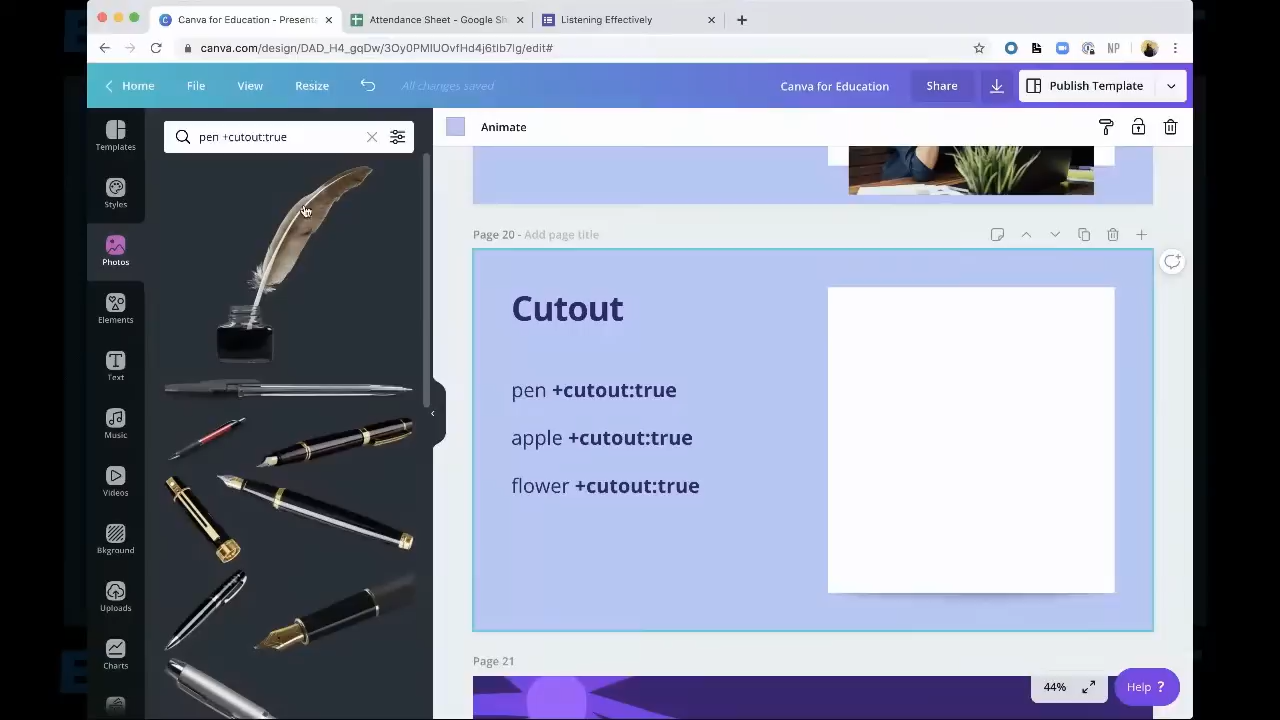 Canva for Education - Presenta
Attendance Sheet - Google Sh
Listening Effectively
canva.com/design/DAD_H4_gqDw/3Oy0PMIUOvfHd4j6tIb7lg/edit#
NP
Home
File
View
Resize
All changes saved
Canva for Education
Share
Publish Template
Templates
Styles
Photos
Elements
Text
Music
Videos
Bkground
Uploads
Charts
pen +cutout:true
Animate
Page 20 - Add page title
Cutout
pen +cutout:true
apple +cutout:true
flower +cutout:true
Page 21
44%
Help ?